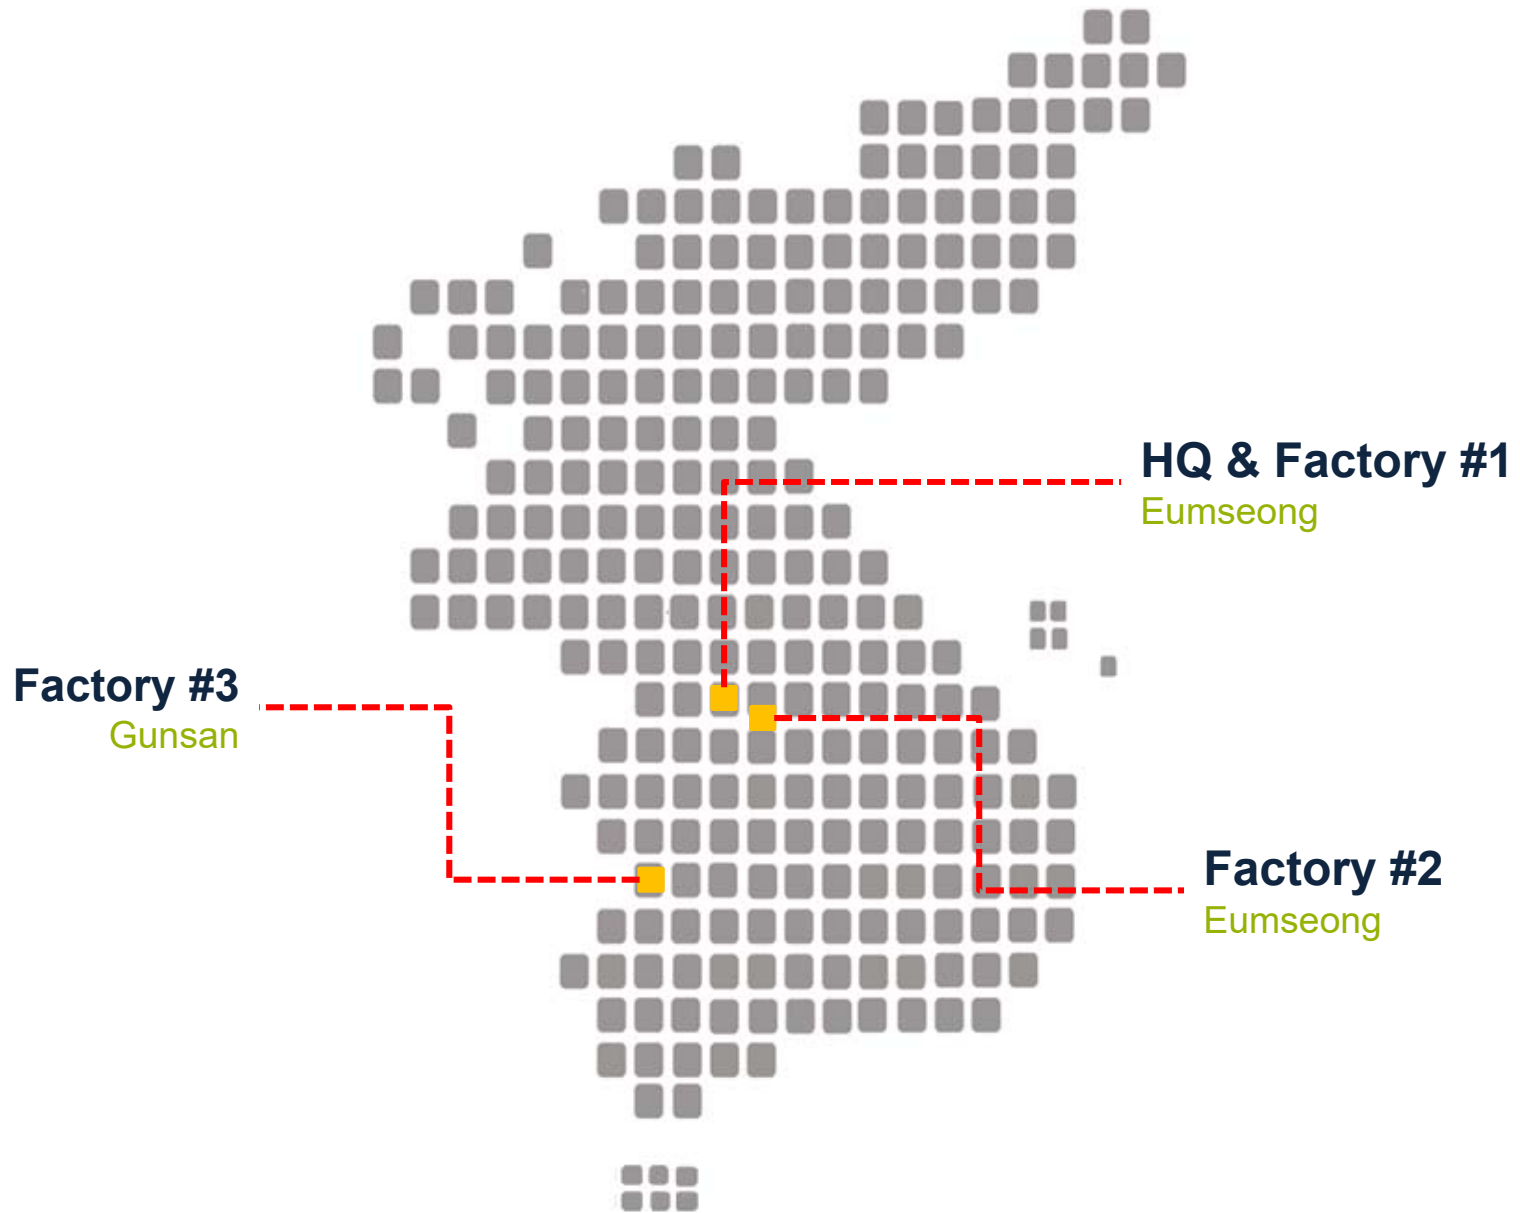 HQ & Factory #1
Eumseong
Factory #3
Gunsan
Factory #2
Eumseong